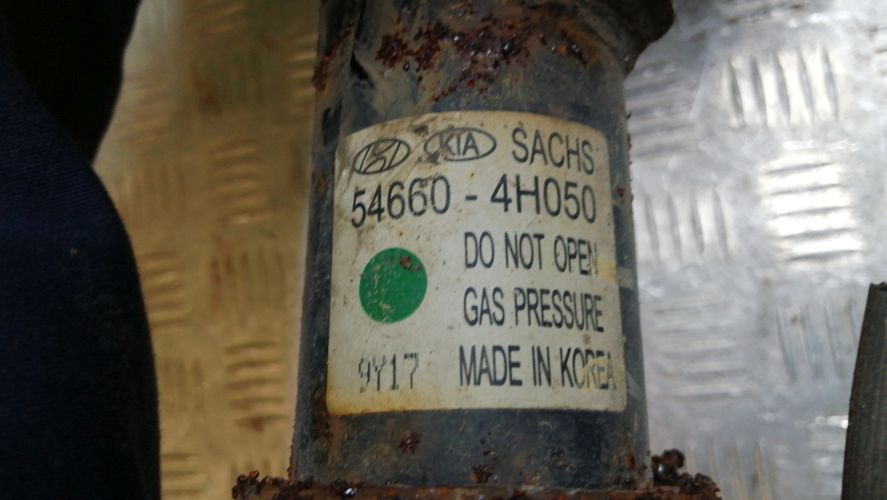 KIA SACHS
54660 - 4H050
DO NOT OPEN
GAS PRESSURE
9Y17 MADE IN KOREA